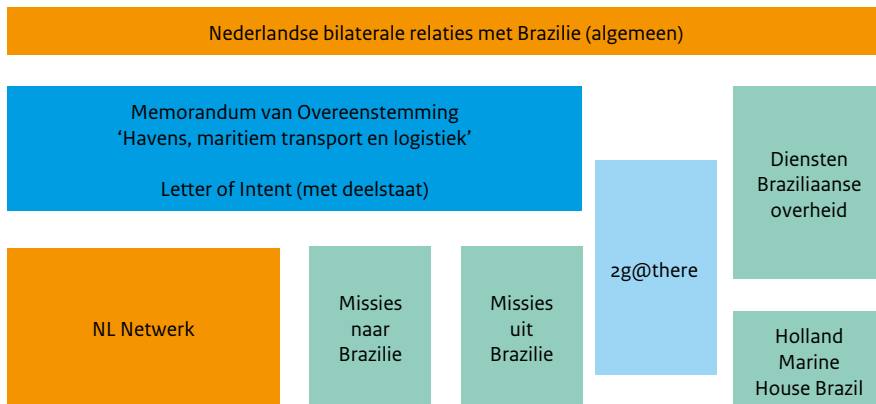 Nederlandse bilaterale relaties met Brazilie (algemeen)
Memorandum van Overeenstemming
‘Havens, maritiem transport en logistiek’
Letter of Intent (met deelstaat)
Diensten
Braziliaanse
overheid
2g@there
NL Netwerk
Missies
naar
Brazilie
Missies
uit
Brazilie
Holland
Marine
House Brazil